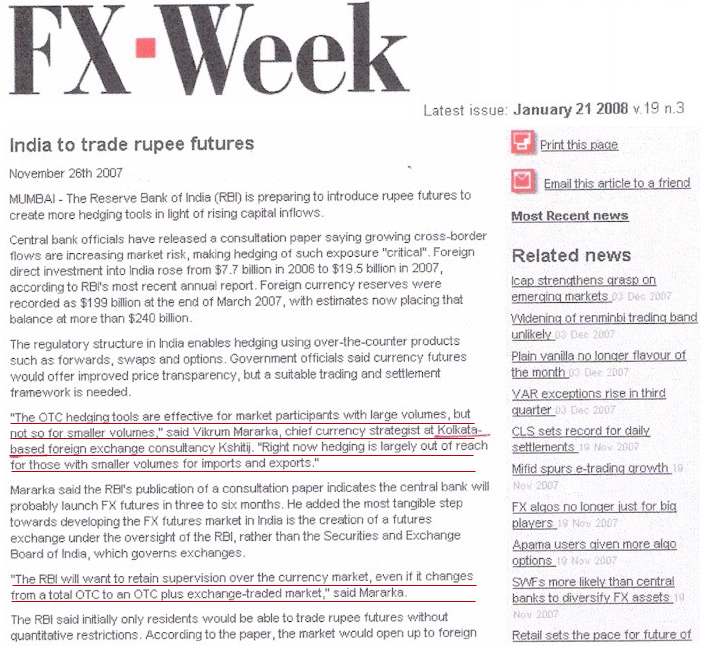 FX Week
Latest issue: January 21 2008 v.19 n.3
India to trade rupee futures
November 26th 2007
MUMBAI - The Reserve Bank of India (RBI) is preparing to introduce rupee futures to
create more hedging tools in light of rising capital inflows.
Central bank officials have released a consultation paper saying growing cross-border
flows are increasing market risk, making hedging of such exposure "critical". Foreign
direct investment into India rose from $7.7 billion in 2006 to $19.5 billion in 2007,
according to RBI's most recent annual report. Foreign currency reserves were
recorded as $199 billion at the end of March 2007, with estimates now placing that
balance at more than $240 billion.
The regulatory structure in India enables hedging using over-the-counter products
such as forwards, swaps and options. Government officials said currency futures
would offer improved price transparency, but a suitable trading and settlement
framework is needed.
"The OTC hedging tools are effective for market participants with large volumes, but
not so for smaller volumes," said Vikrum Mararka, chief currency strategist at Kolkata-
based foreign exchange consultancy Kshitij. "Right now hedging is largely out of reach
for those with smaller volumes for imports and exports."
Mararka said the RBI's publication of a consultation paper indicates the central bank will
probably launch FX futures in three to six months. He added the most tangible step
towards developing the FX futures market in India is the creation of a futures
exchange under the oversight of the RBI, rather than the Securities and Exchange
Board of India, which governs exchanges.
"The RBI will want to retain supervision over the currency market, even if it changes
from a total OTC to an OTC plus exchange-traded market," said Mararka.
The RBI said initially only residents would be able to trade rupee futures without
quantitative restrictions. According to the paper, the market would open up to foreign
Print this page
Email this article to a friend
Most Recent news
Related news
Icap strengthens grasp on
emerging markets 03 Dec 2007
Widening of renminbi trading band
unlikely 03 Dec 2007
Plain vanilla no longer flavour of
the month 03 Dec 2007
VAR exceptions rise in third
quarter 03 Dec 2007
CLS sets record for daily
settlements 19 Nov 2007
Mifid spurs e-trading growth 19
Nov 2007
FX algos no longer just for big
players 19 Nov 2007
Apama users given more algo
options 19 Nov 2007
SWFs more likely than central
banks to diversify FX assets 19
Nov 2007
Retail sets the pace for future of